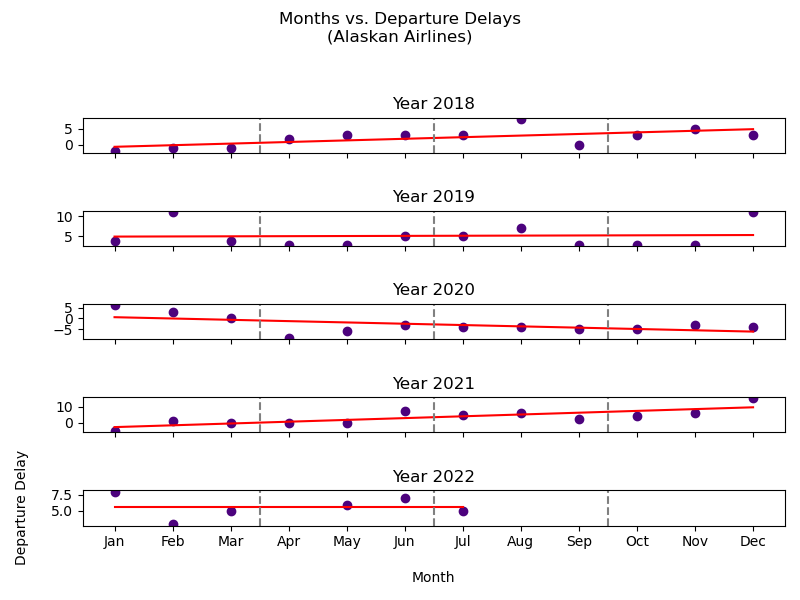 Months vs. Departure Delays
(Alaskan Airlines)
Year 2018
5
0
Year 2019
10
5
Year 2020
5
0
−5
Year 2021
10
0
Year 2022
7.5
5.0
Jan Feb Mar Apr May Jun Jul Aug Sep Oct Nov Dec
Month
Departure Delay